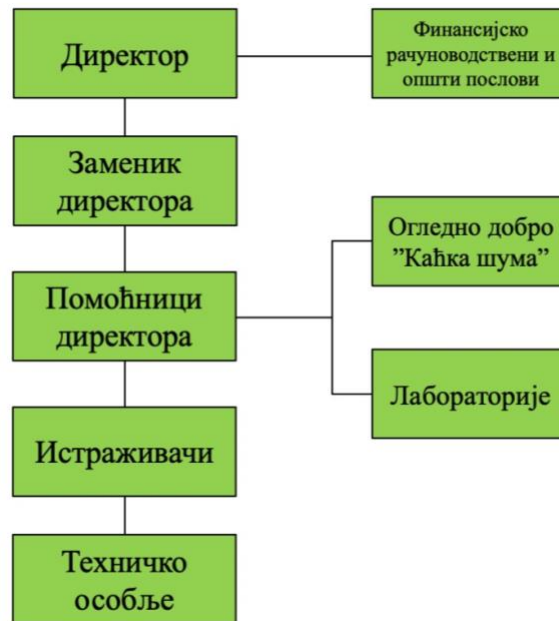 Директор
Финансијско
рачуноводствени и
општи послови
Заменик
директора
Огледно добро
”Каћка шума”
Помоћници
директора
Лабораторије
Истраживачи
Техничко
особље